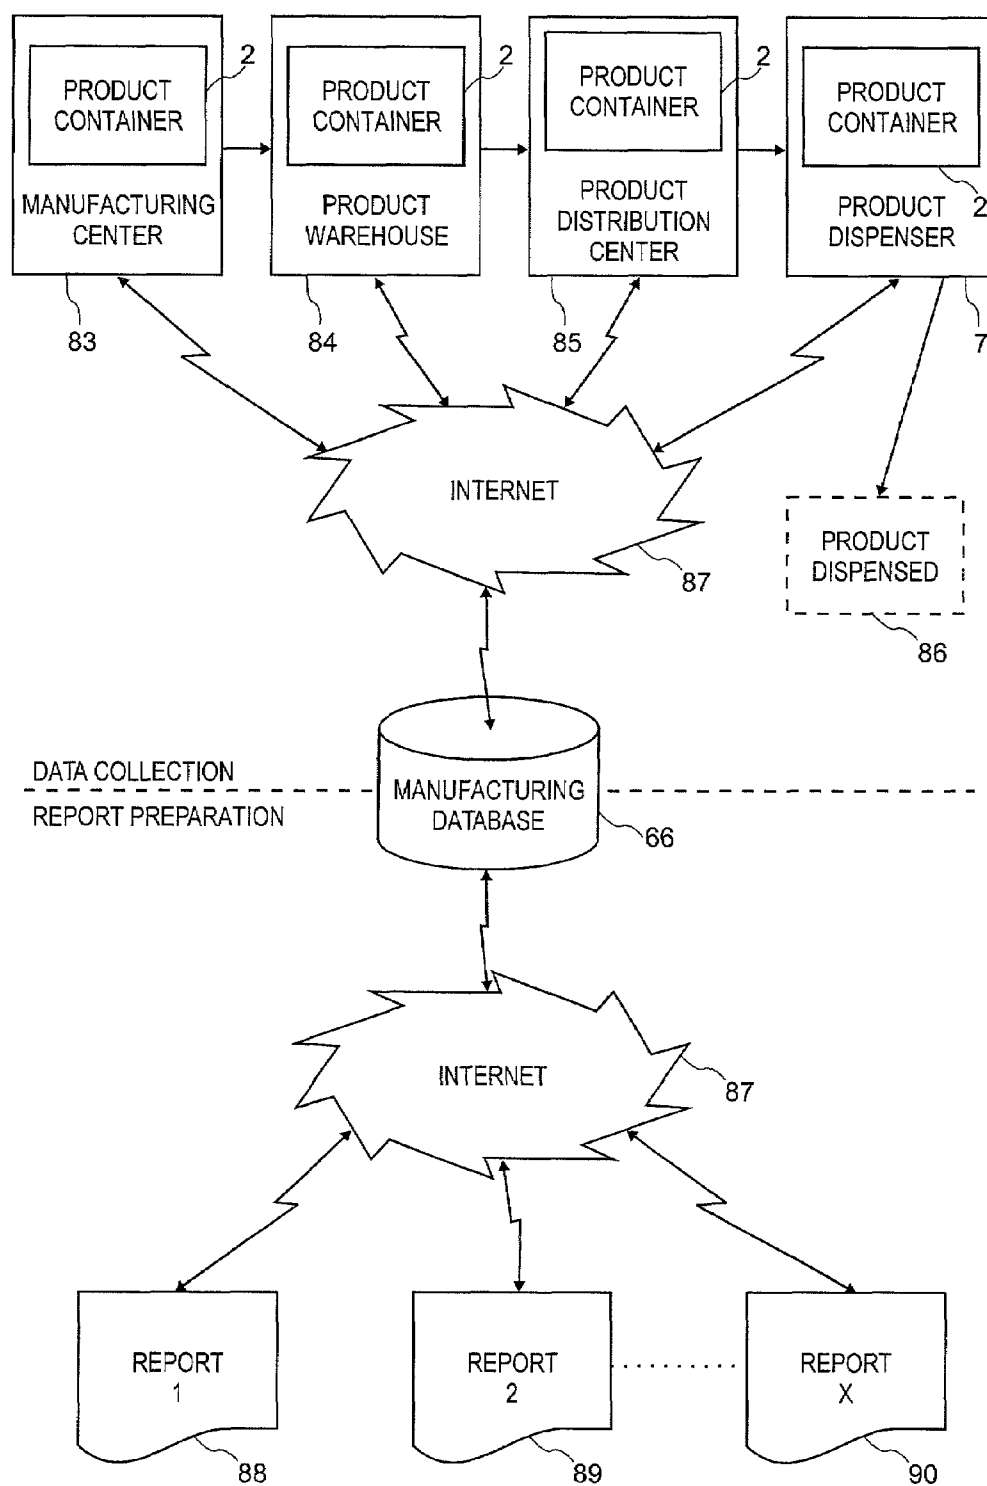 2
2
2
PRODUCT
CONTAINER
PRODUCT
CONTAINER
PRODUCT
CONTAINER
PRODUCT
CONTAINER
2
MANUFACTURING
CENTER
PRODUCT
WAREHOUSE
PRODUCT
DISTRIBUTION
CENTER
PRODUCT
DISPENSER
83
84
85
7
INTERNET
87
PRODUCT
DISPENSED
86
DATA COLLECTION
REPORT PREPARATION
MANUFACTURING
DATABASE
66
INTERNET
87
REPORT
1
REPORT
2
REPORT
X
88
89
90